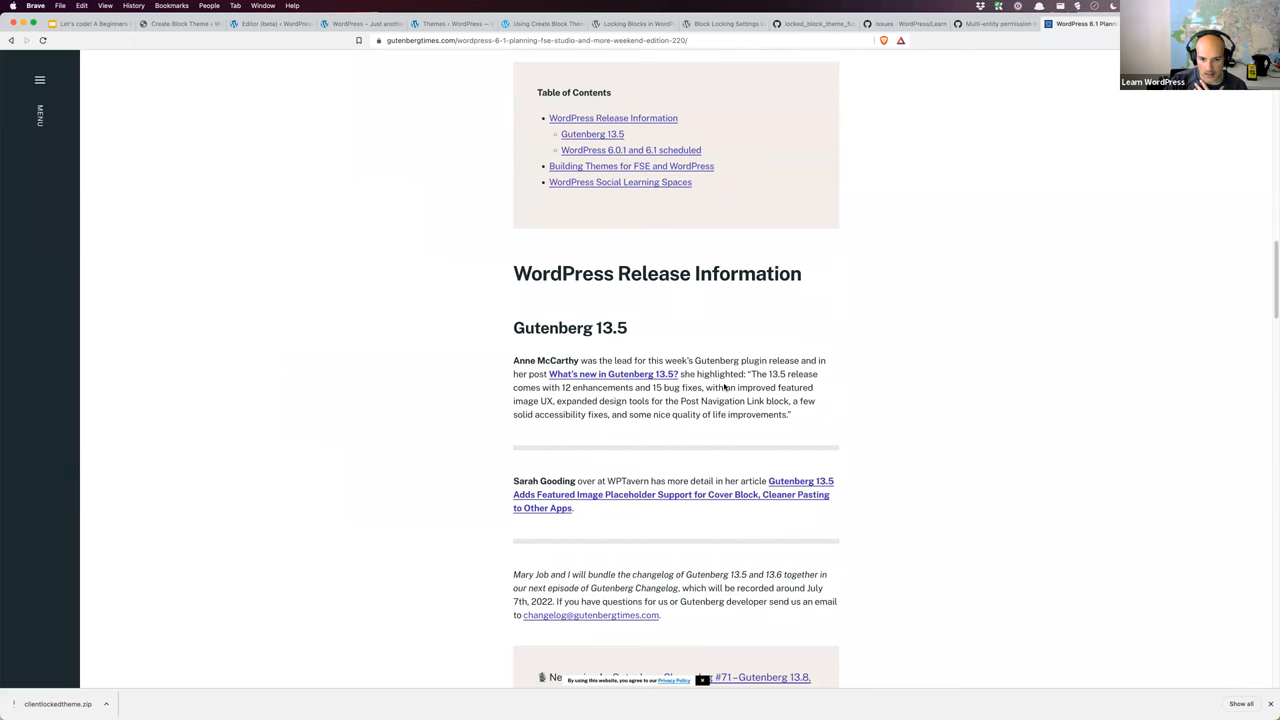 Brave File Edit View History Bookmarks People Tab Window Help
Let's code! A Beginners G
Create Block Theme ‹ W
Editor (beta) ‹ WordPres
WordPress – Just anoth
Themes ‹ WordPress —
Using Create Block Them
Locking Blocks in WordP
Block Locking Settings i
locked_block_theme_fu
Issues · WordPress/Learn
Multi-entity permission
WordPress 6.1 Plann
gutenbergtimes.com/wordpress-6-1-planning-fse-studio-and-more-weekend-edition-220/
Learn WordPress
MENU
Table of Contents
WordPress Release Information
Gutenberg 13.5
WordPress 6.0.1 and 6.1 scheduled
Building Themes for FSE and WordPress
WordPress Social Learning Spaces
WordPress Release Information
Gutenberg 13.5
Anne McCarthy was the lead for this week's Gutenberg plugin release and in
her post What's new in Gutenberg 13.5? she highlighted: “The 13.5 release
comes with 12 enhancements and 15 bug fixes, with an improved featured
image UX, expanded design tools for the Post Navigation Link block, a few
solid accessibility fixes, and some nice quality of life improvements.”
Sarah Gooding over at WPTavern has more detail in her article Gutenberg 13.5
Adds Featured Image Placeholder Support for Cover Block, Cleaner Pasting
to Other Apps.
Mary Job and I will bundle the changelog of Gutenberg 13.5 and 13.6 together in
our next episode of Gutenberg Changelog, which will be recorded around July
7th, 2022. If you have questions for us or Gutenberg developer send us an email
to changelog@gutenbergtimes.com.
#71 – Gutenberg 13.8,
By using this website, you agree to our Privacy Policy
clientlockedtheme.zip
Show all